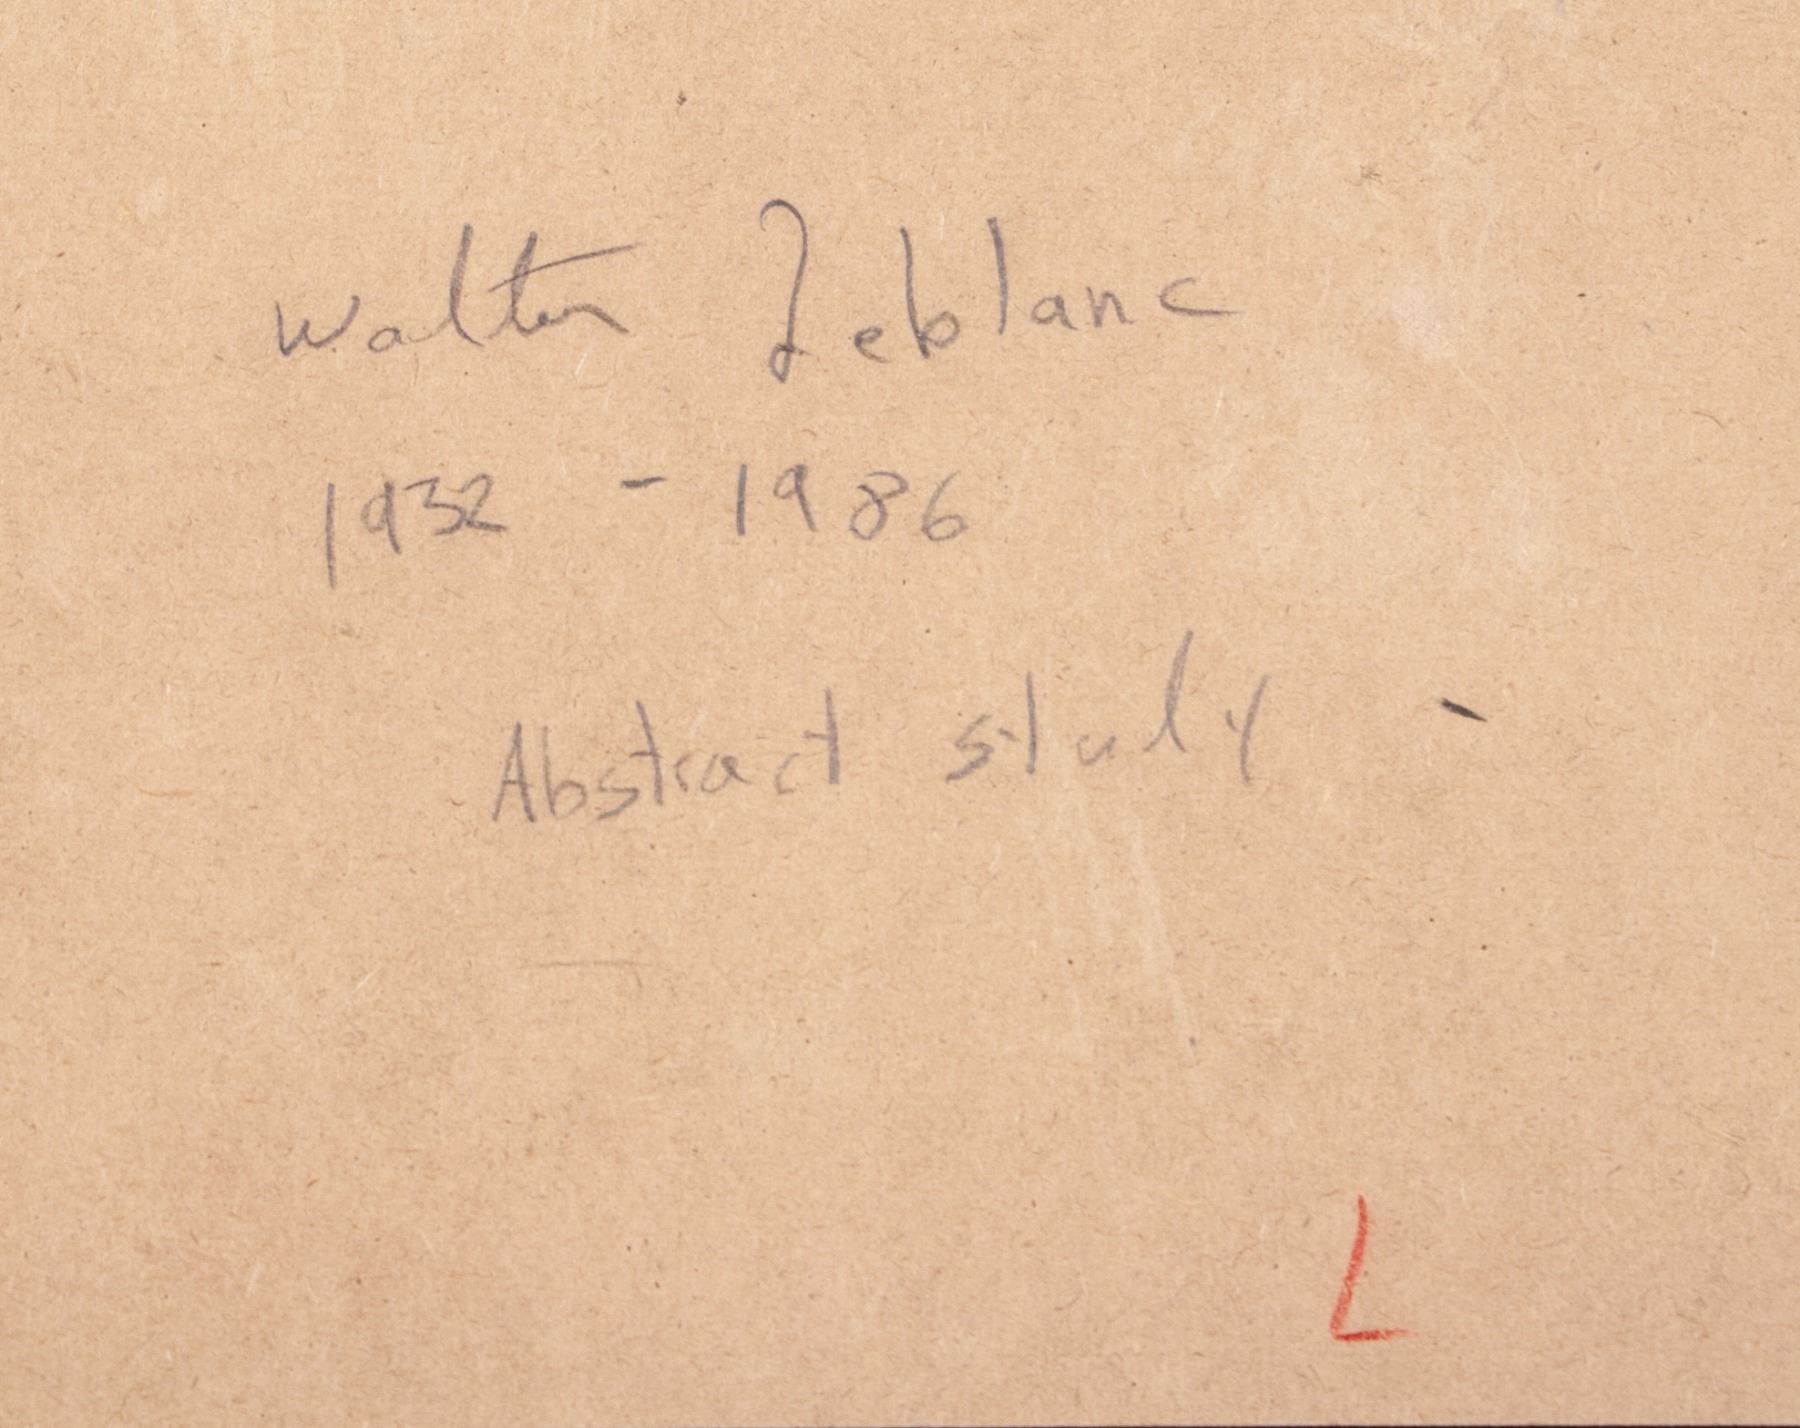 Walter Leblanc
1932 - 1986
Abstract study -
L